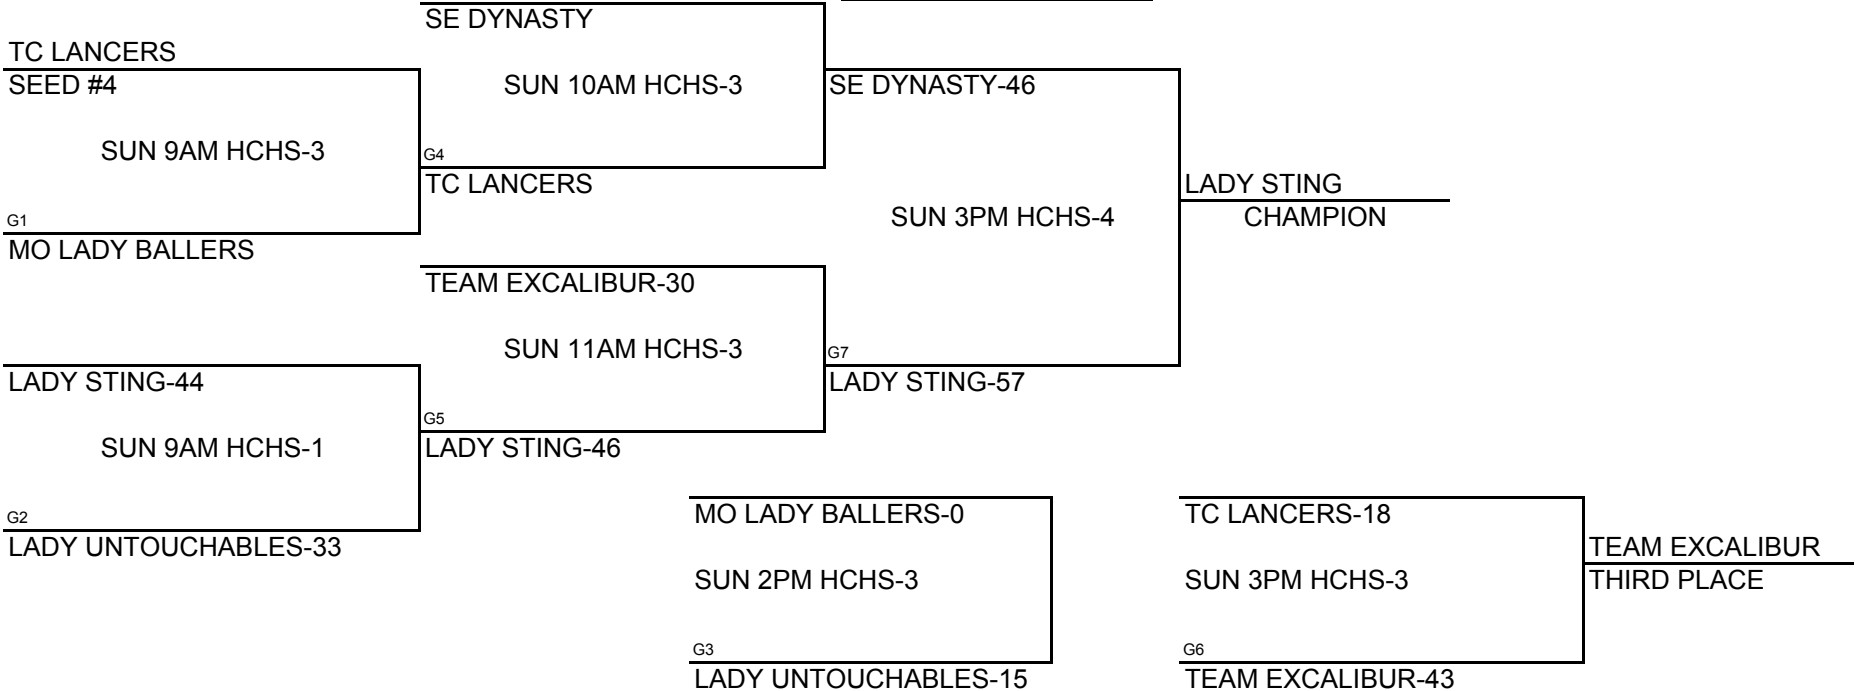 SE DYNASTY
TC LANCERS
SEED #4
SUN 10AM HCHS-3
SE DYNASTY-46
SUN 9AM HCHS-3
G4
TC LANCERS
LADY STING
G1
SUN 3PM HCHS-4
CHAMPION
MO LADY BALLERS
TEAM EXCALIBUR-30
SUN 11AM HCHS-3
G7
LADY STING-44
LADY STING-57
G5
SUN 9AM HCHS-1
LADY STING-46
G2
MO LADY BALLERS-0
TC LANCERS-18
LADY UNTOUCHABLES-33
TEAM EXCALIBUR
SUN 2PM HCHS-3
SUN 3PM HCHS-3
THIRD PLACE
G3
G6
LADY UNTOUCHABLES-15
TEAM EXCALIBUR-43